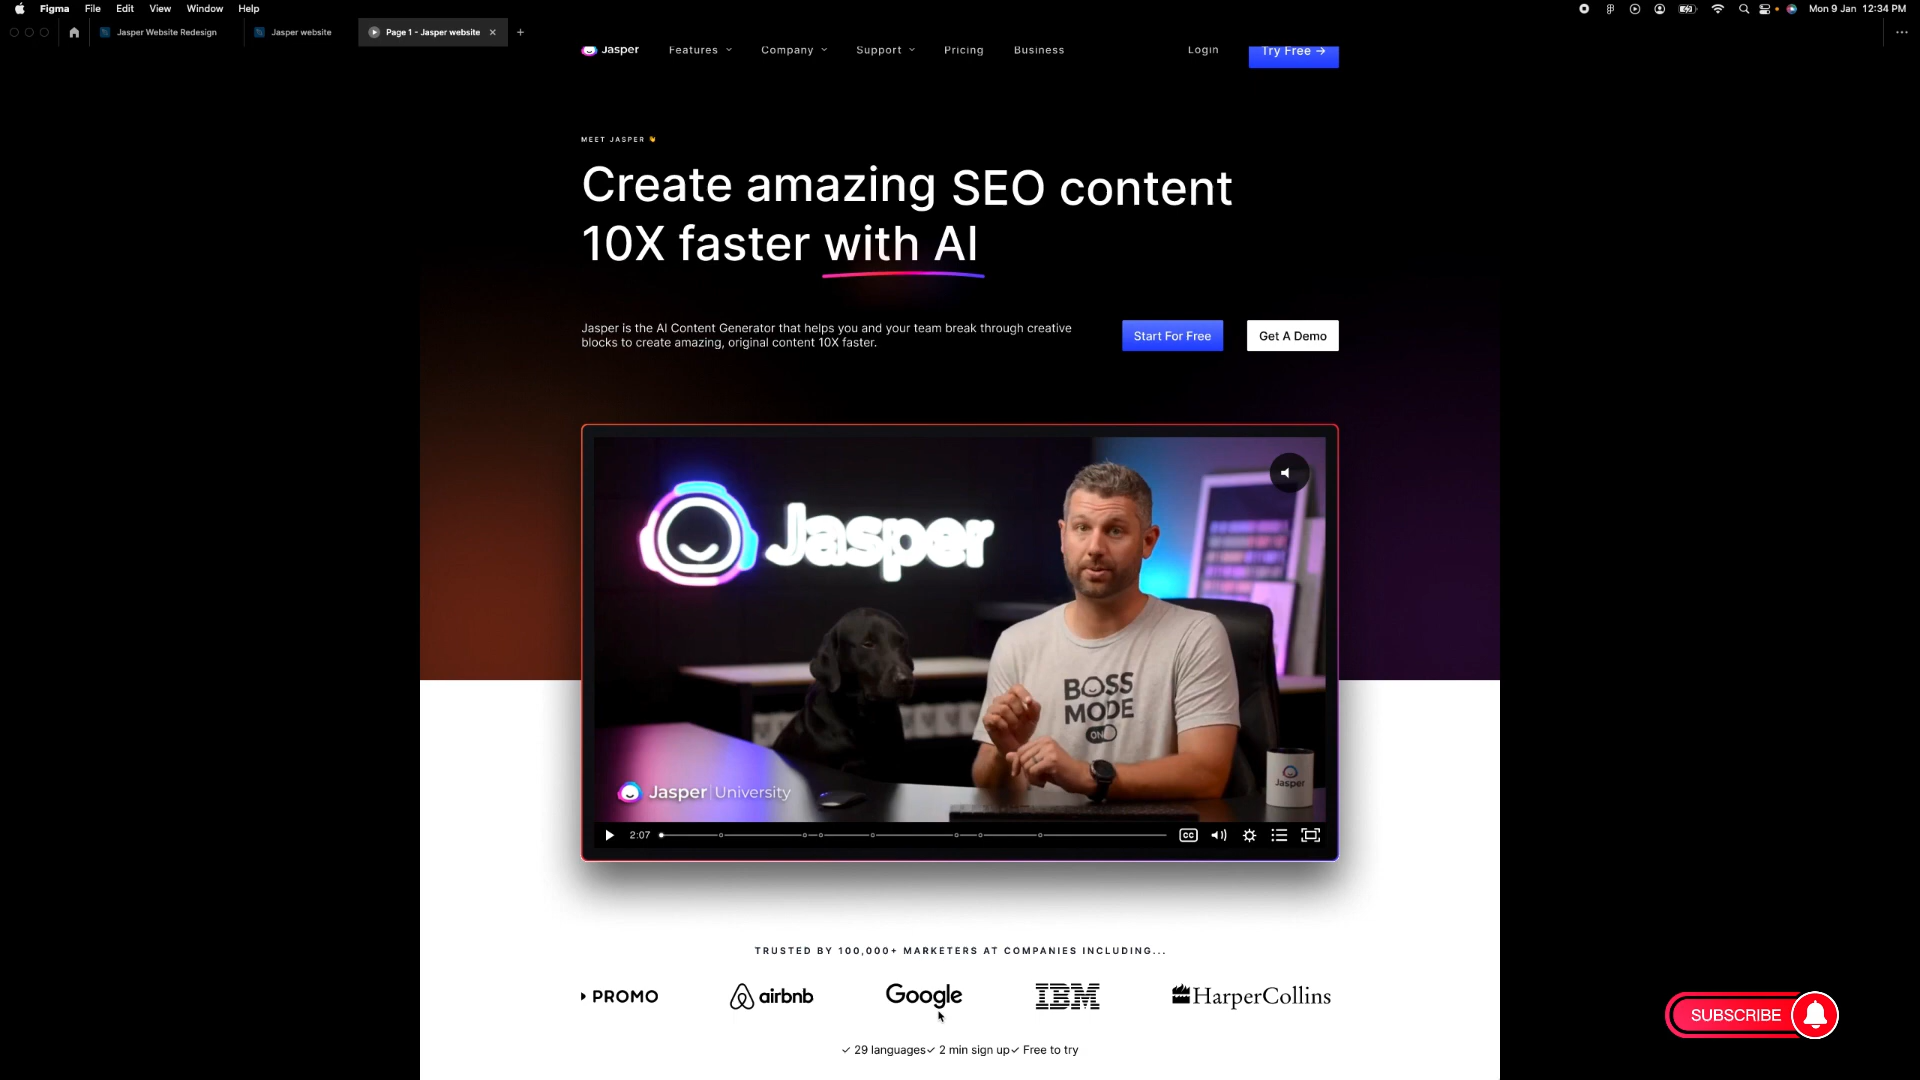 Figma File Edit View Window Help
Mon 9 Jan 12:34 PM
Jasper Website Redesign
Jasper website
Page 1 - Jasper website
Jasper Features Company Support Pricing Business Login Try Free →
MEET JASPER 👋
Create amazing SEO content
10X faster with AI
Jasper is the AI Content Generator that helps you and your team break through creative
blocks to create amazing, original content 10X faster.
Start For Free
Get A Demo
Jasper
BOSS
MODE
ON
Jasper
Jasper | University
2:07
CC
TRUSTED BY 100,000+ MARKETERS AT COMPANIES INCLUDING...
PROMO airbnb Google IBM HarperCollins
SUBSCRIBE
✓ 29 languages✓ 2 min sign up✓ Free to try